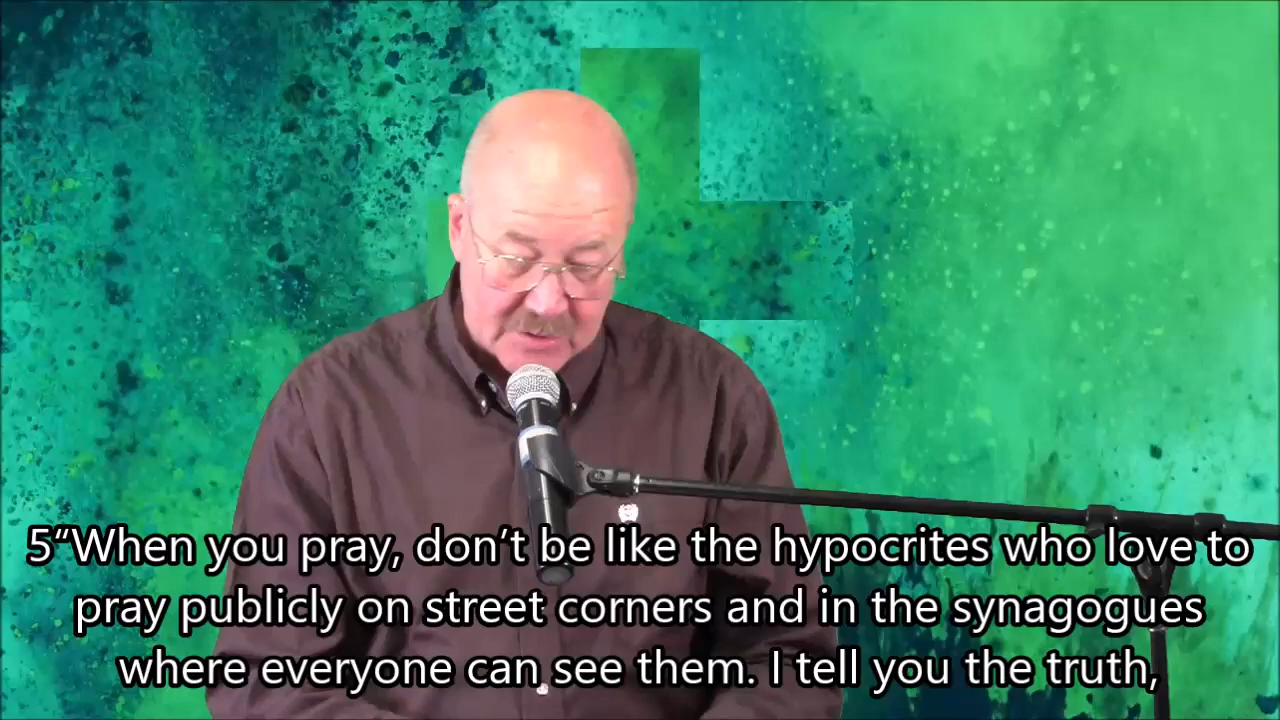 5“When you pray, don’t be like the hypocrites who love to
pray publicly on street corners and in the synagogues
where everyone can see them. I tell you the truth,